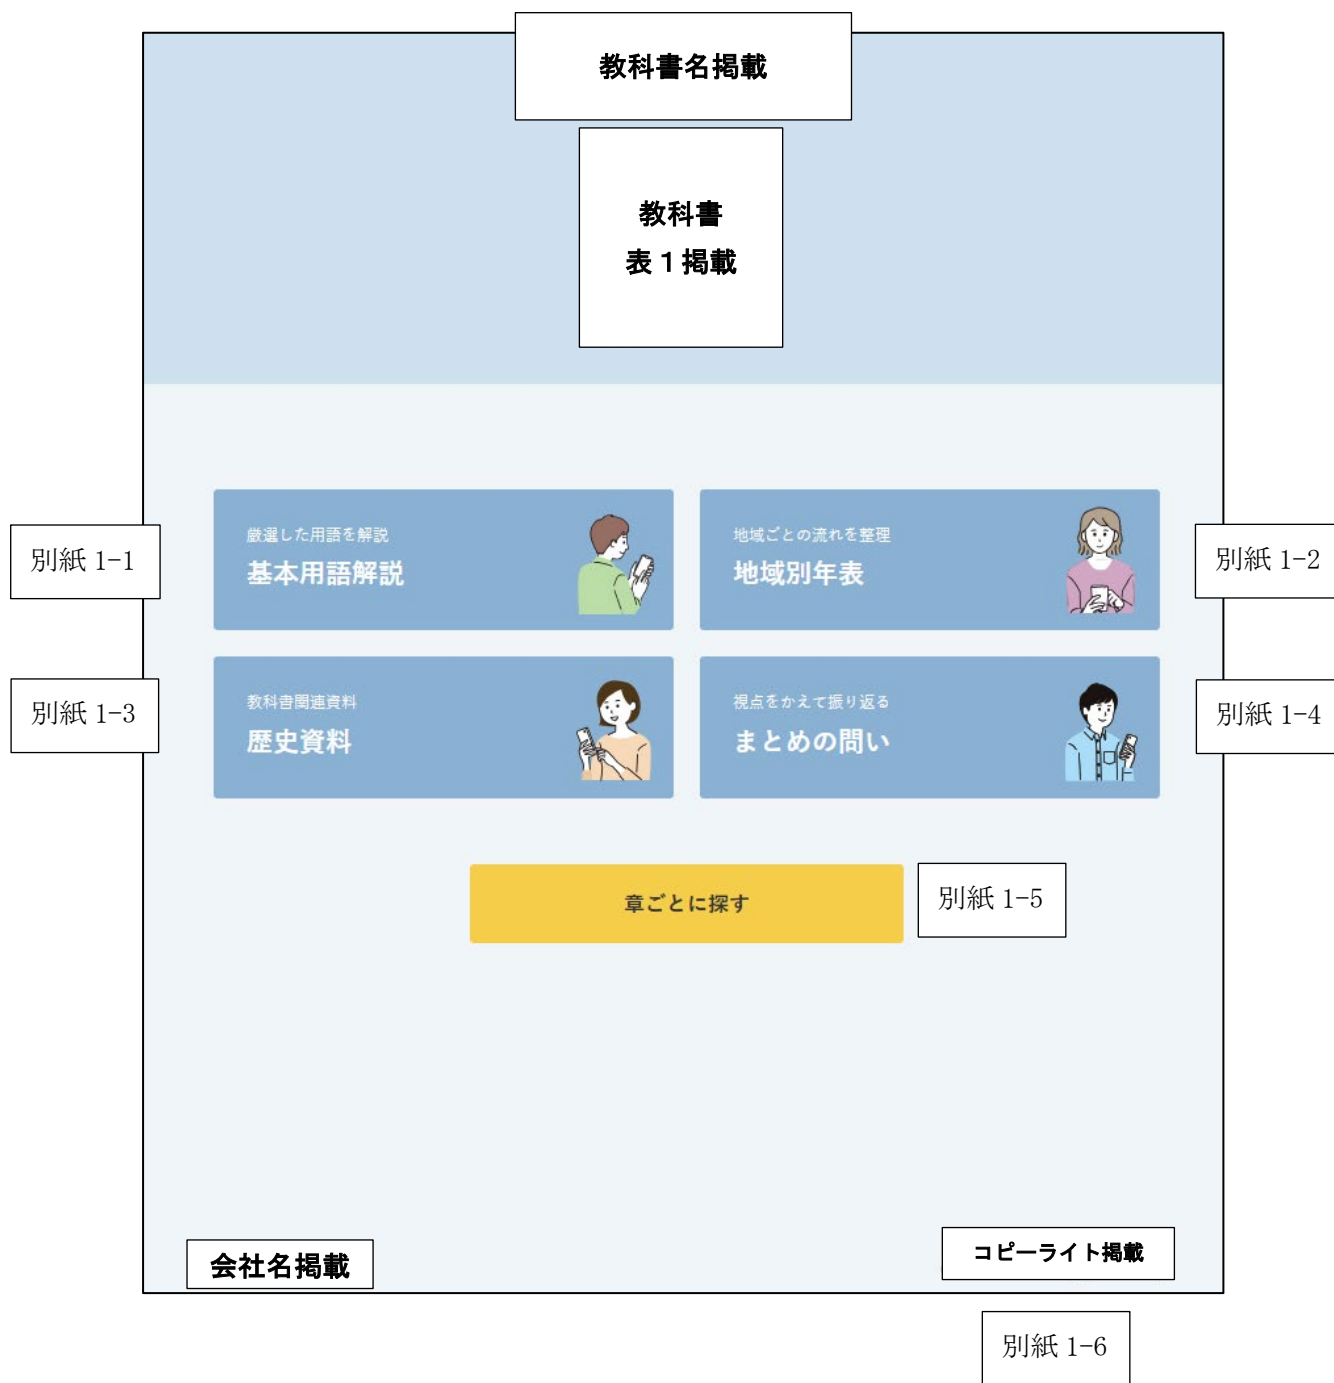 教科書名掲載
教科書
表1掲載
別紙 1-1
厳選した用語を解説
基本用語解説
地域ごとの流れを整理
地域別年表
別紙 1-2
別紙 1-3
教科書関連資料
歴史資料
視点をかえて振り返る
まとめの問い
別紙 1-4
章ごとに探す
別紙 1-5
会社名掲載
コピーライト掲載
別紙 1-6